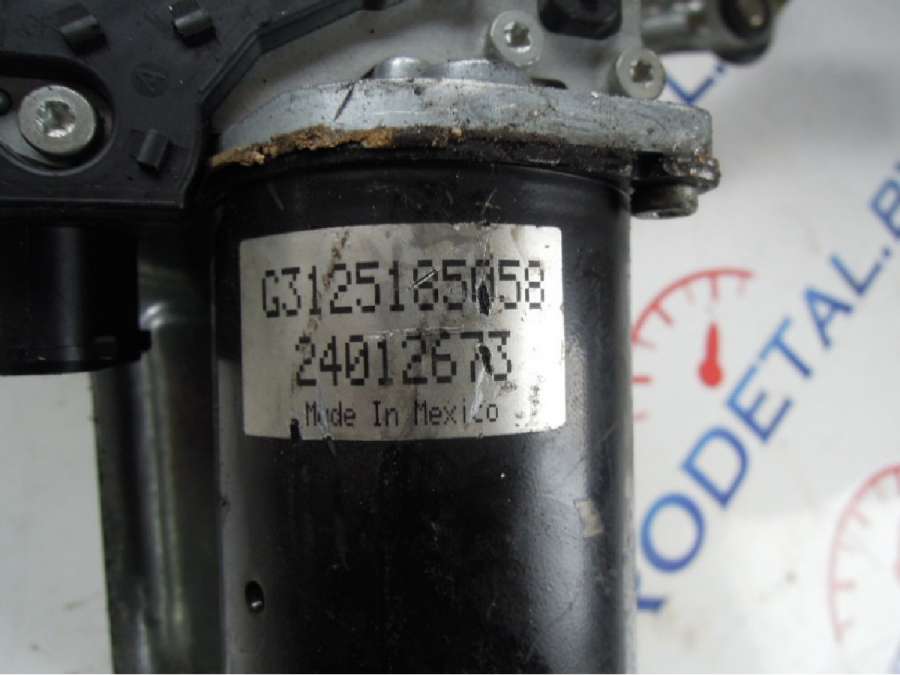 G3125185058
24012673
Made In Mexico
RODETAL.B
A